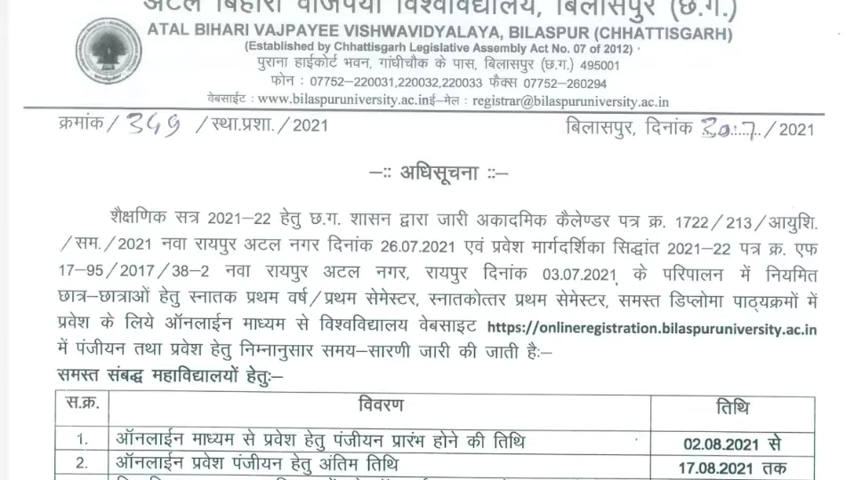 अटल बिहारी वाजपेयी विश्वविद्यालय, बिलासपुर (छ.ग.)
ATAL BIHARI VAJPAYEE VISHWAVIDYALAYA, BILASPUR (CHHATTISGARH)
(Established by Chhattisgarh Legislative Assembly Act No. 07 of 2012)
पुराना हाईकोर्ट भवन, गांधीचौक के पास, बिलासपुर (छ.ग.) 495001
फोन : 07752-220031,220032,220033 फैक्स 07752-260294
वेबसाईट : www.bilaspuruniversity.ac.inई-मेल : registrar@bilaspuruniversity.ac.in
क्रमांक/349/स्था.प्रशा./2021 बिलासपुर, दिनांक 30.7./2021
-:: अधिसूचना ::-
शैक्षणिक सत्र 2021-22 हेतु छ.ग. शासन द्वारा जारी अकादमिक कैलेण्डर पत्र क्र. 1722/213/आयुशि.
/सम./2021 नवा रायपुर अटल नगर दिनांक 26.07.2021 एवं प्रवेश मार्गदर्शिका सिद्धांत 2021-22 पत्र क्र. एफ
17-95/2017/38-2 नवा रायपुर अटल नगर, रायपुर दिनांक 03.07.2021 के परिपालन में नियमित
छात्र-छात्राओं हेतु स्नातक प्रथम वर्ष/प्रथम सेमेस्टर, स्नातकोत्तर प्रथम सेमेस्टर, समस्त डिप्लोमा पाठ्यक्रमों में
प्रवेश के लिये ऑनलाईन माध्यम से विश्वविद्यालय वेबसाइट https://onlineregistration.bilaspuruniversity.ac.in
में पंजीयन तथा प्रवेश हेतु निम्नानुसार समय-सारणी जारी की जाती है:-
समस्त संबद्ध महाविद्यालयों हेतु:-
स.क्र. विवरण तिथि
1. ऑनलाईन माध्यम से प्रवेश हेतु पंजीयन प्रारंभ होने की तिथि 02.08.2021 से
2. ऑनलाईन प्रवेश पंजीयन हेतु अंतिम तिथि 17.08.2021 तक